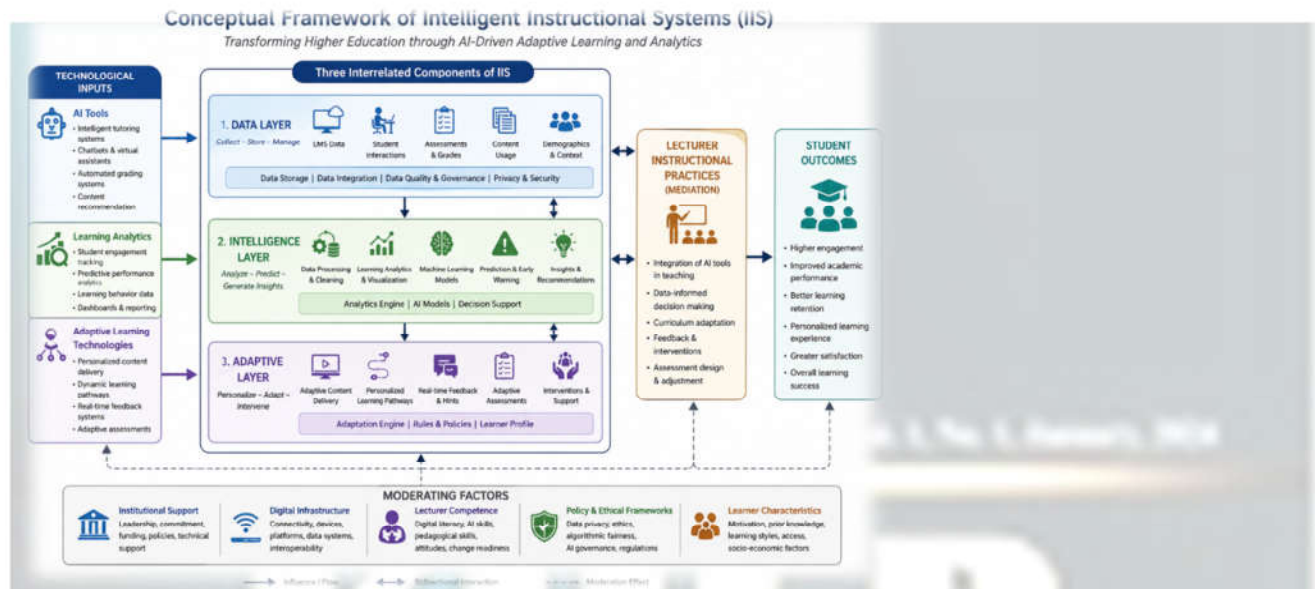 Conceptual Framework of Intelligent Instructional Systems (IIS)
Transforming Higher Education through AI-Driven Adaptive Learning and Analytics
TECHNOLOGICAL
INPUTS
AI Tools
• Intelligent tutoring
systems
• Chatbots & virtual
assistants
• Automated grading
systems
• Content
recommendation
Learning Analytics
• Student engagement
tracking
• Predictive performance
analytics
• Learning behavior data
• Dashboards & reporting
Adaptive Learning
Technologies
• Personalized content
delivery
• Dynamic learning
pathways
• Real-time feedback
systems
• Adaptive assessments
Three Interrelated Components of IIS
1. DATA LAYER
Collect – Store – Manage
LMS Data
Student
Interactions
Assessments
& Grades
Content
Usage
Demographics
& Context
Data Storage | Data Integration | Data Quality & Governance | Privacy & Security
2. INTELLIGENCE
LAYER
Analyze – Predict –
Generate Insights
Data Processing
& Cleaning
Learning Analytics
& Visualization
Machine Learning
Models
Prediction & Early
Warning
Insights &
Recommendations
Analytics Engine | AI Models | Decision Support
3. ADAPTIVE
LAYER
Personalize – Adapt –
Intervene
Adaptive Content
Delivery
Personalized
Learning Pathways
Real-time Feedback
& Hints
Adaptive
Assessments
Interventions &
Support
Adaptation Engine | Rules & Policies | Learner Profile
LECTURER
INSTRUCTIONAL
PRACTICES
(MEDIATION)
• Integration of AI tools
in teaching
• Data-informed
decision making
• Curriculum adaptation
• Feedback &
interventions
• Assessment design
& adjustment
STUDENT
OUTCOMES
• Higher engagement
• Improved academic
performance
• Better learning
retention
• Personalized learning
experience
• Greater satisfaction
• Overall learning
success
MODERATING FACTORS
Institutional Support
Leadership, commitment,
funding, policies, technical
support
Digital Infrastructure
Connectivity, devices,
platforms, data systems,
interoperability
Lecturer Competence
Digital literacy, AI skills,
pedagogical skills,
attitudes, change readiness
Policy & Ethical Frameworks
Data privacy, ethics,
algorithmic fairness,
AI governance, regulations
Learner Characteristics
Motivation, prior knowledge,
learning styles, access,
socio-economic factors
Influence / Flow
Bidirectional Interaction
Moderation Effect